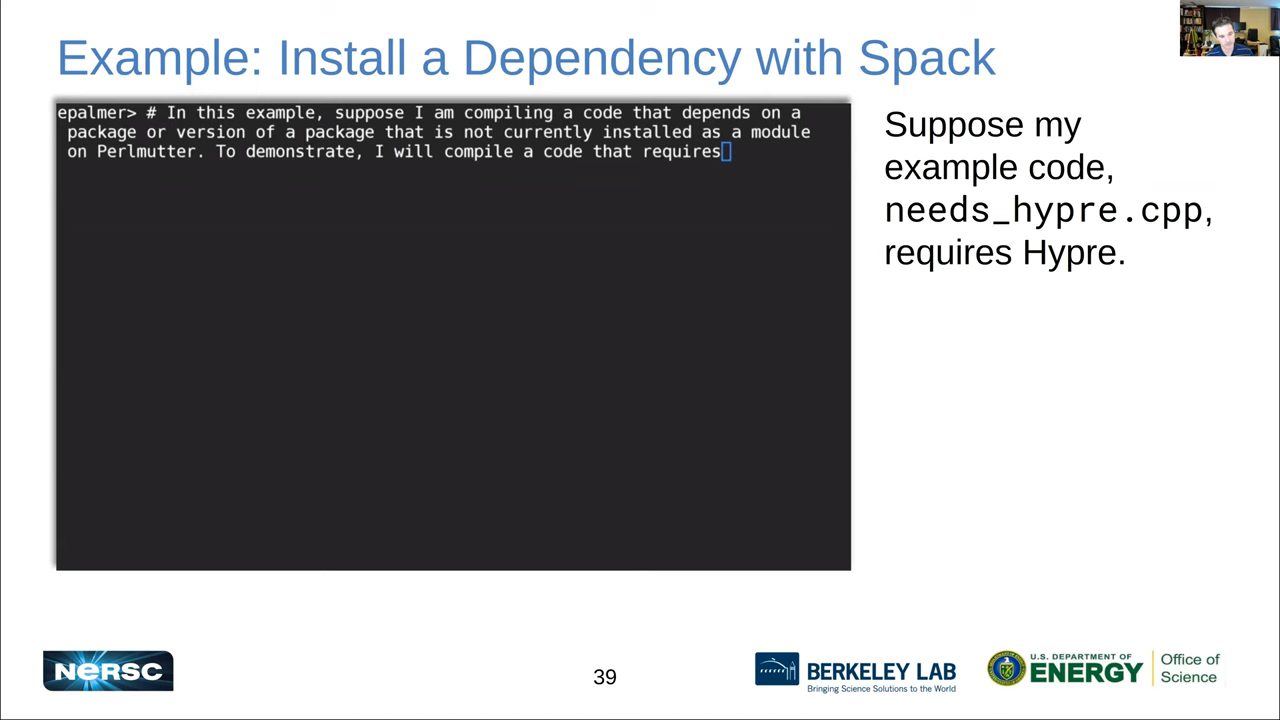 Example: Install a Dependency with Spack
epalmer> # In this example, suppose I am compiling a code that depends on a
package or version of a package that is not currently installed as a module
on Perlmutter. To demonstrate, I will compile a code that requires
Suppose my
example code,
needs_hypre.cpp,
requires Hypre.
NERSC
39
BERKELEY LAB
Bringing Science Solutions to the World
U.S. DEPARTMENT OF
ENERGY
Office of
Science